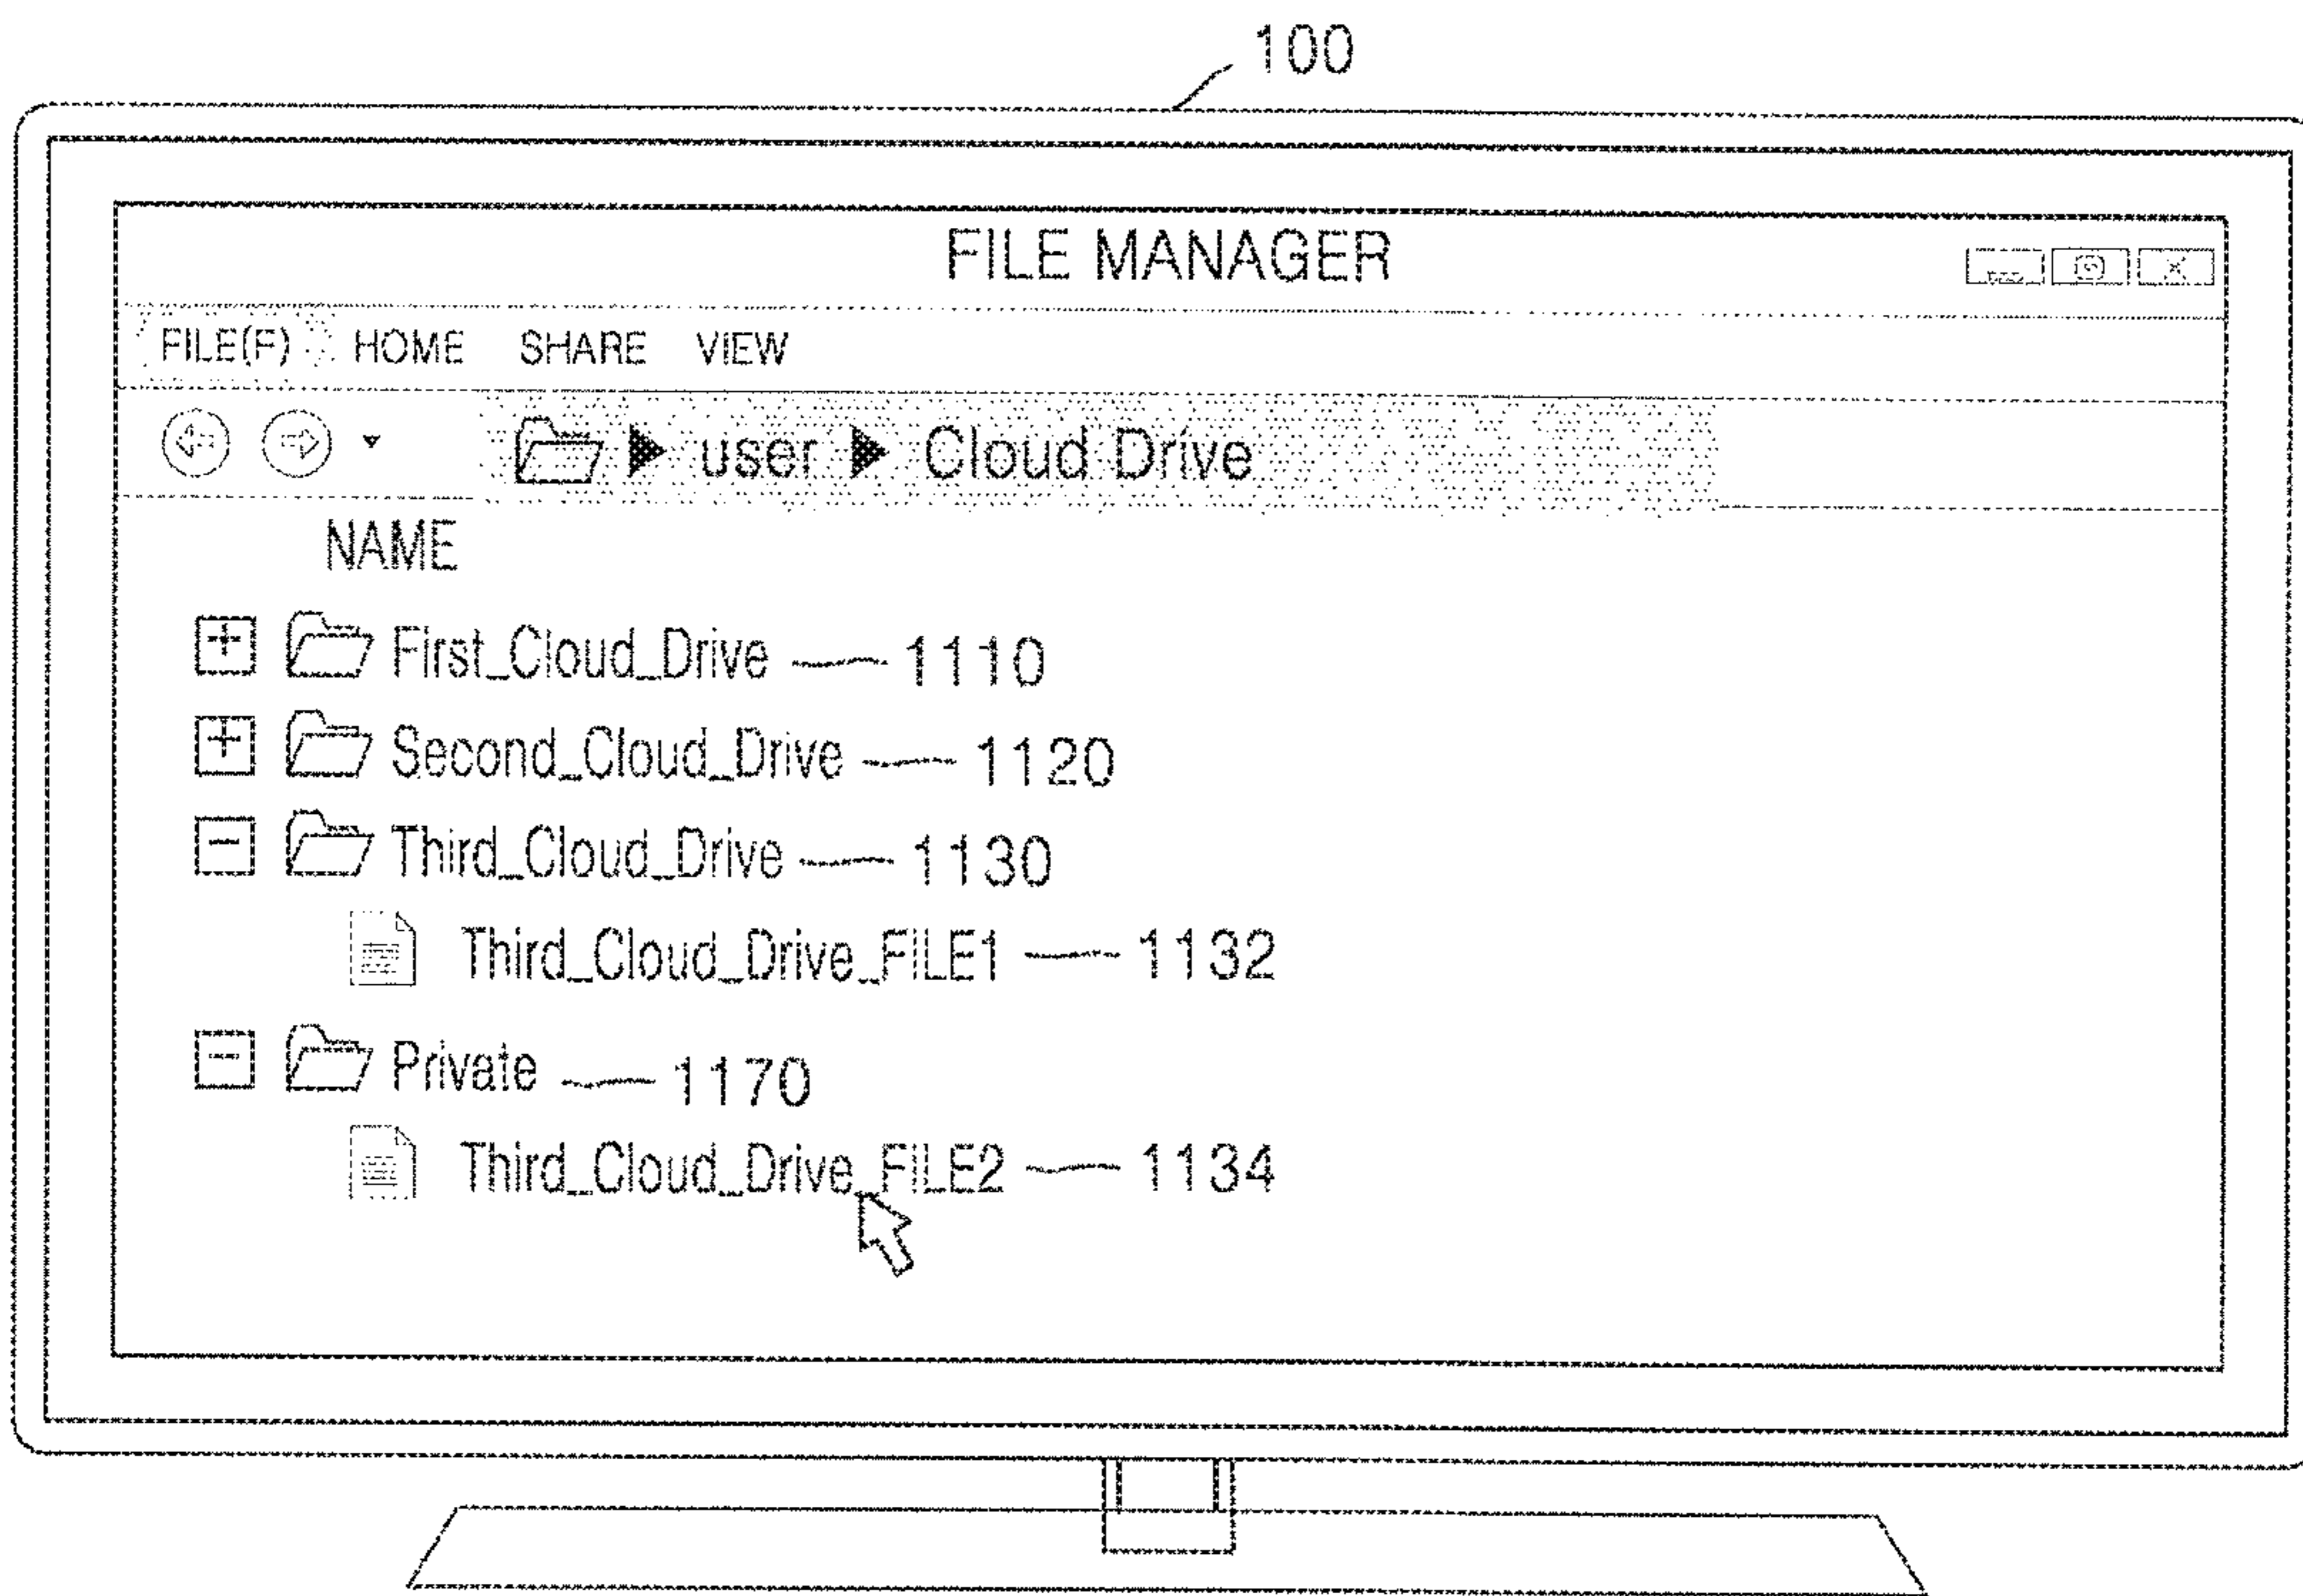 100
FILE MANAGER
FILE(F) HOME SHARE VIEW
user Cloud Drive
NAME
First_Cloud_Drive 1110
Second_Cloud_Drive 1120
Third_Cloud_Drive 1130
Third_Cloud_Drive_FILE1 1132
Private 1170
Third_Cloud_Drive_FILE2 1134